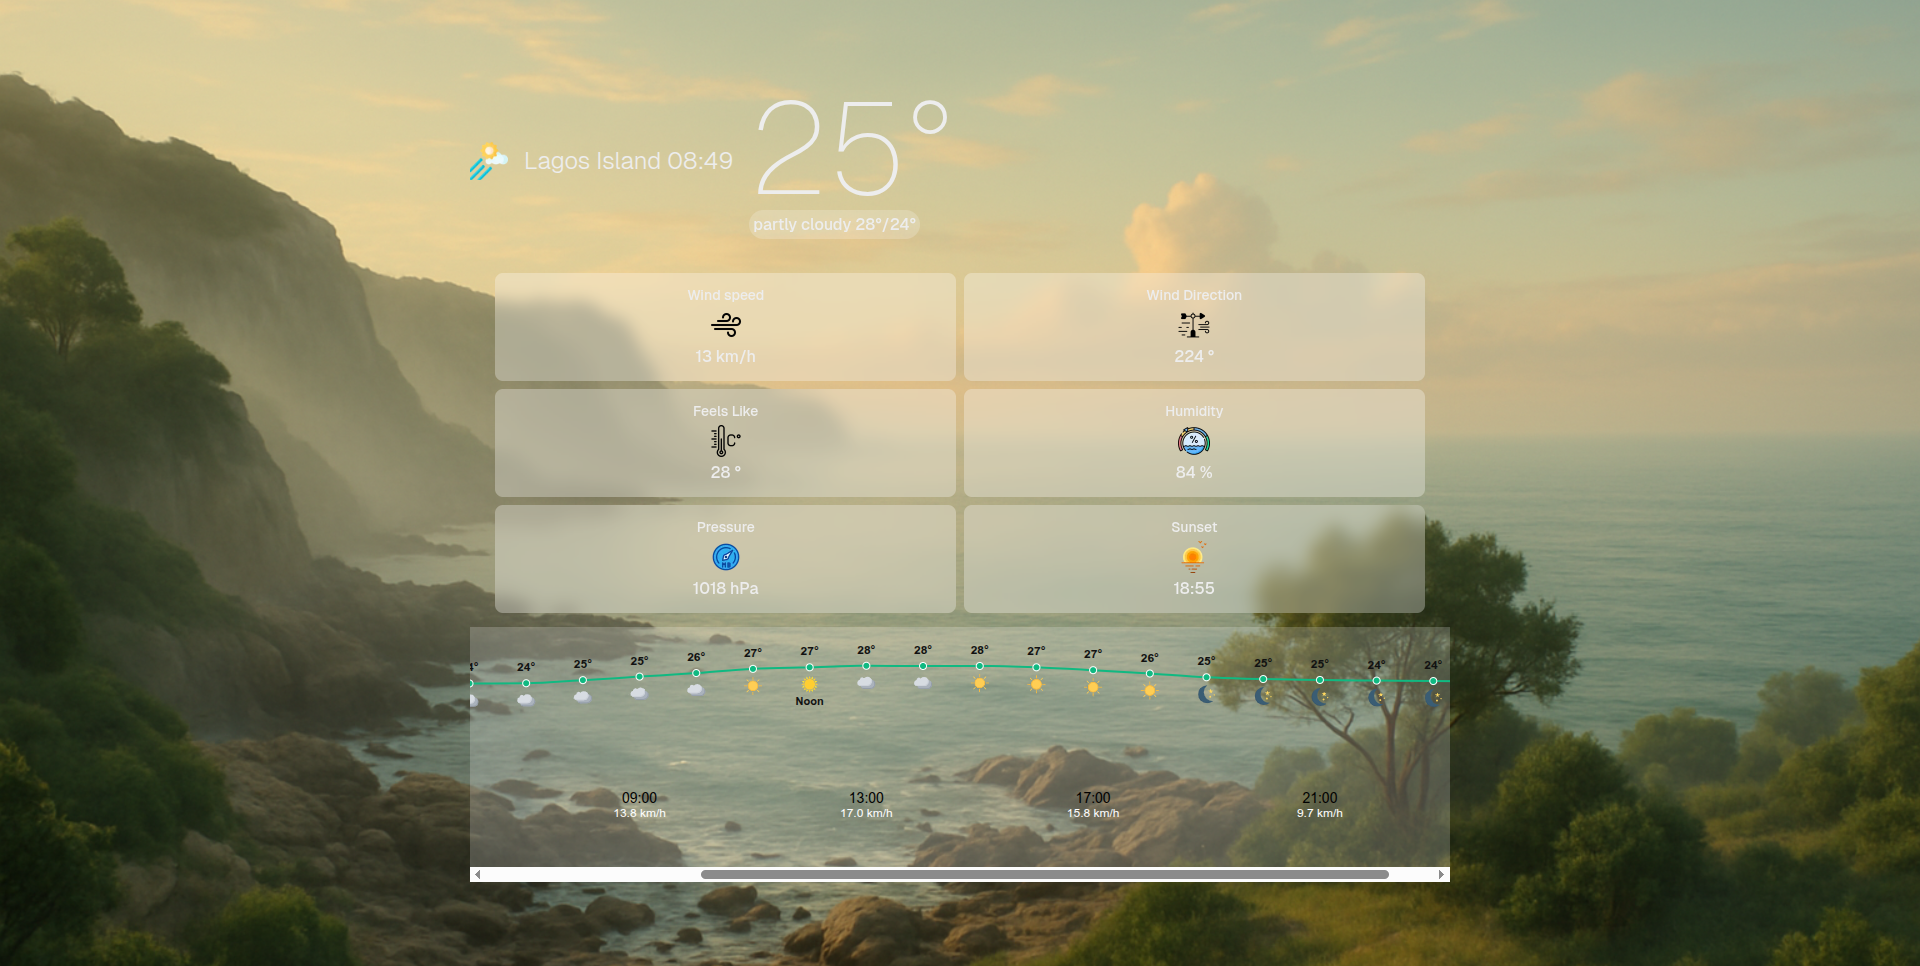 25°
Lagos Island 08:49
partly cloudy 28°/24°
Wind speed
13 km/h
Wind Direction
224 °
Feels Like
C°
28 °
Humidity
%
84 %
Pressure
MB
1018 hPa
Sunset
18:55
4° 24° 25° 25° 26° 27° 27° 28° 28° 28° 27° 27° 26° 25° 25° 25° 24° 24°
Noon
09:00 13:00 17:00 21:00
13.8 km/h 17.0 km/h 15.8 km/h 9.7 km/h